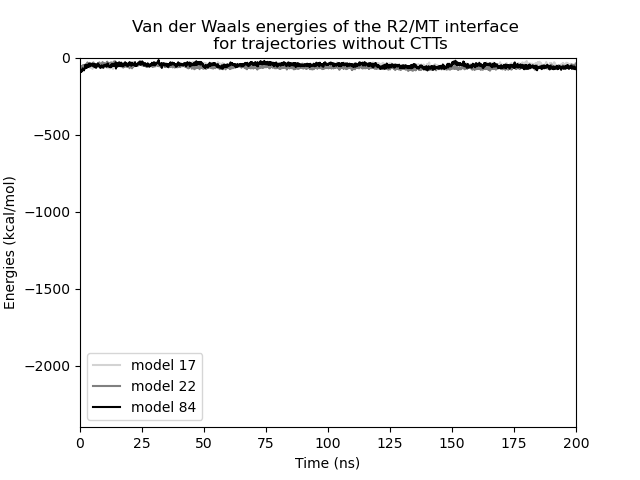 Van der Waals energies of the R2/MT interface
for trajectories without CTTs
0
−500
−1000
−1500
−2000
Energies (kcal/mol)
model 17
model 22
model 84
0 25 50 75 100 125 150 175 200
Time (ns)